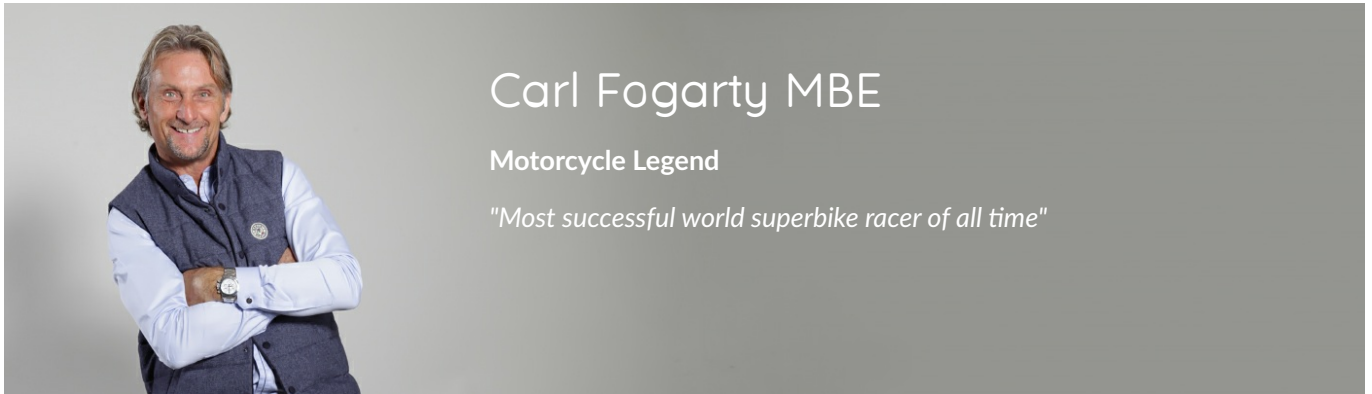 Carl Fogarty MBE
Motorcycle Legend
"Most successful world superbike racer of all time"